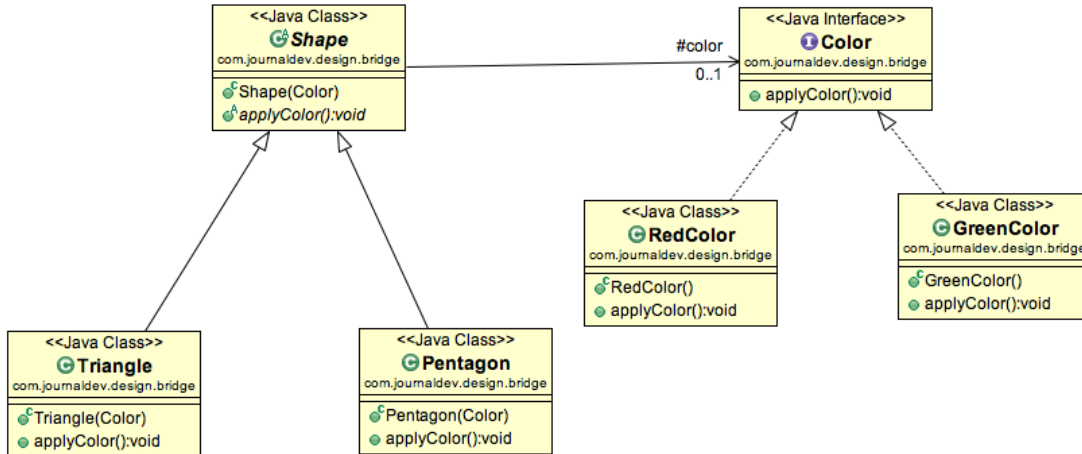 <<Java Class>>
Shape
com.journaldev.design.bridge
Shape(Color)
applyColor():void
#color
0..1
<<Java Interface>>
Color
com.journaldev.design.bridge
applyColor():void
<<Java Class>>
RedColor
com.journaldev.design.bridge
RedColor()
applyColor():void
<<Java Class>>
GreenColor
com.journaldev.design.bridge
GreenColor()
applyColor():void
<<Java Class>>
Triangle
com.journaldev.design.bridge
Triangle(Color)
applyColor():void
<<Java Class>>
Pentagon
com.journaldev.design.bridge
Pentagon(Color)
applyColor():void